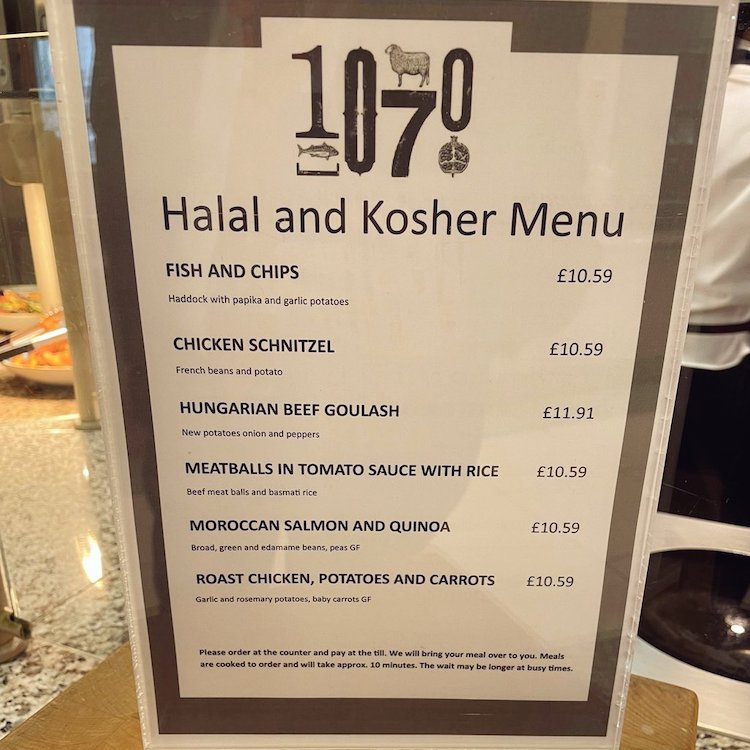 1070
Halal and Kosher Menu
FISH AND CHIPS £10.59
Haddock with papika and garlic potatoes
CHICKEN SCHNITZEL £10.59
French beans and potato
HUNGARIAN BEEF GOULASH £11.91
New potatoes onion and peppers
MEATBALLS IN TOMATO SAUCE WITH RICE £10.59
Beef meat balls and basmati rice
MOROCCAN SALMON AND QUINOA £10.59
Broad, green and edamame beans, peas GF
ROAST CHICKEN, POTATOES AND CARROTS £10.59
Garlic and rosemary potatoes, baby carrots GF
Please order at the counter and pay at the till. We will bring your meal over to you. Meals
are cooked to order and will take approx. 10 minutes. The wait may be longer at busy times.